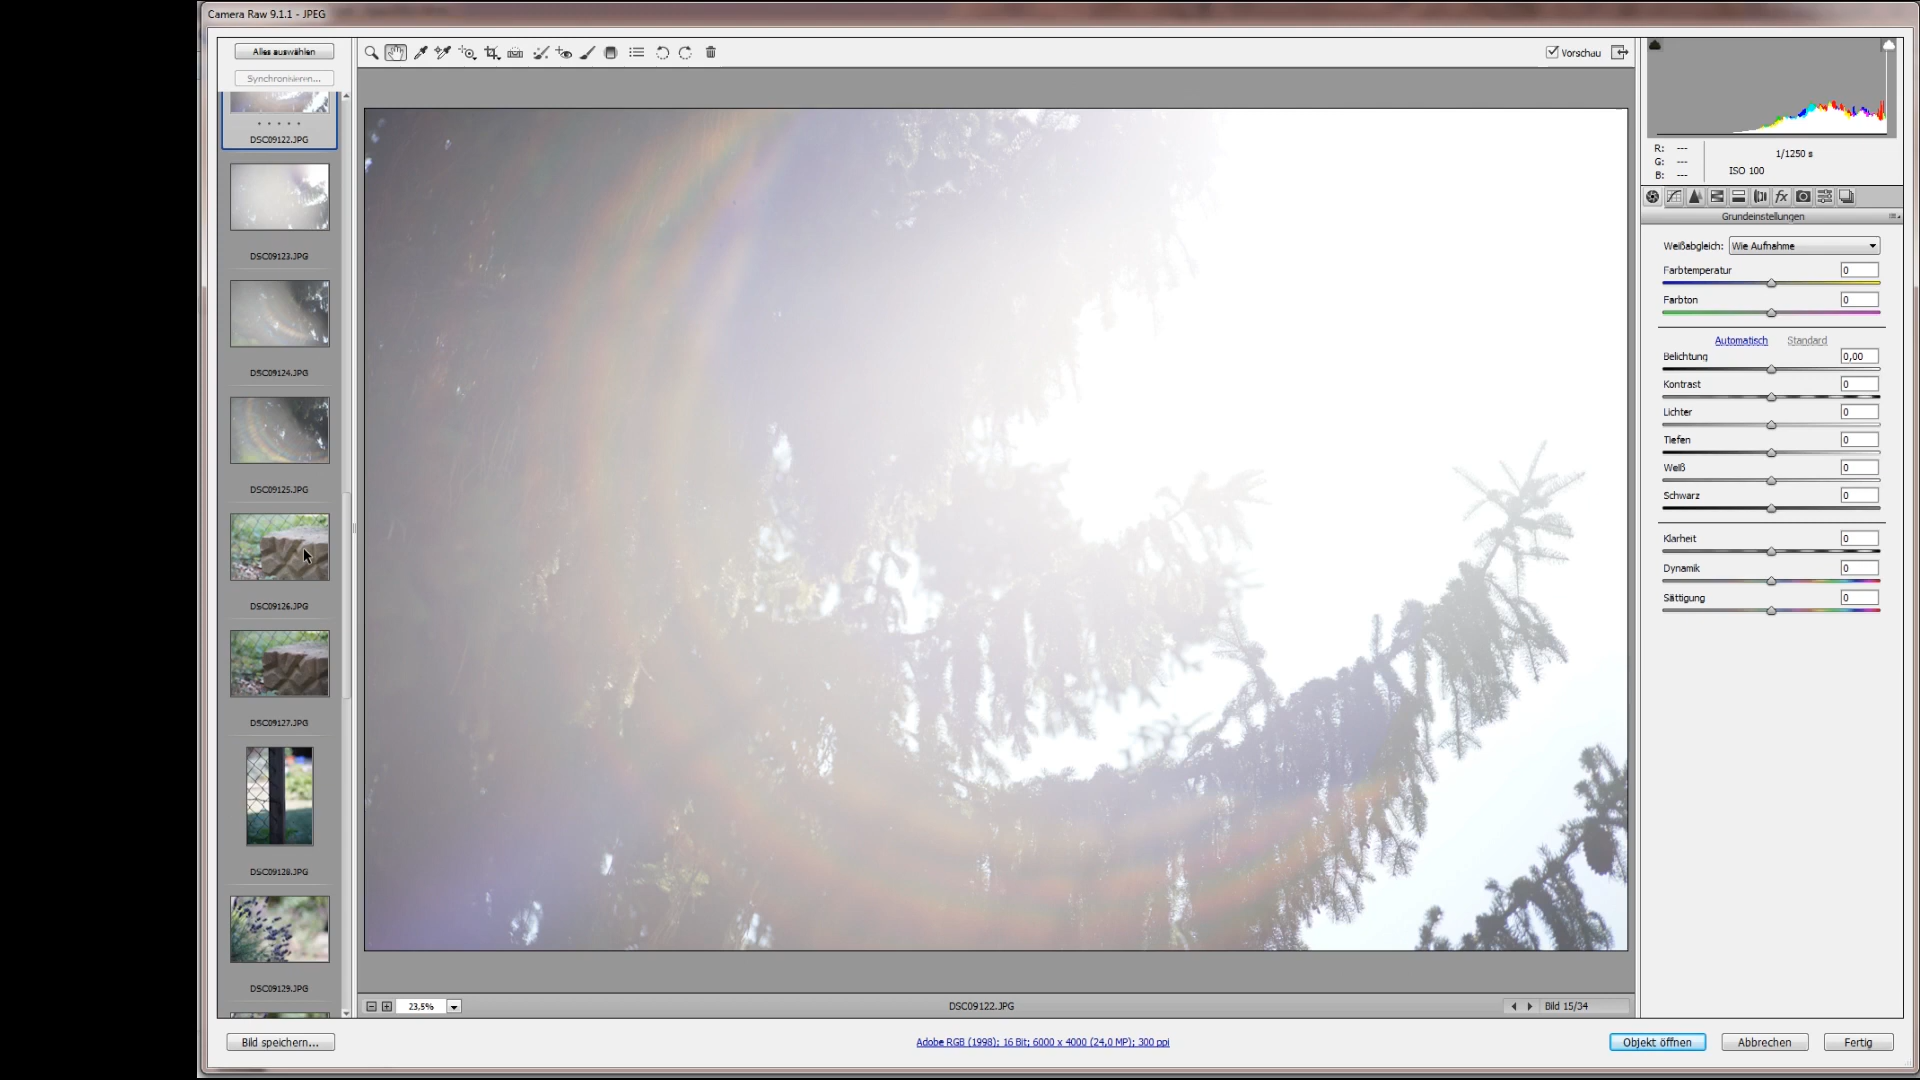 Camera Raw 9.1.1 - JPEG
Alles auswählen
Synchronisieren...
Vorschau
DSC09122.JPG
DSC09123.JPG
DSC09124.JPG
DSC09125.JPG
DSC09126.JPG
DSC09127.JPG
DSC09128.JPG
DSC09129.JPG
R: ---
G: ---
B: ---
1/1250 s
ISO 100
fx
Grundeinstellungen
Weißabgleich: Wie Aufnahme
Farbtemperatur 0
Farbton 0
Automatisch Standard
Belichtung 0,00
Kontrast 0
Lichter 0
Tiefen 0
Weiß 0
Schwarz 0
Klarheit 0
Dynamik 0
Sättigung 0
23,5% DSC09122.JPG Bild 15/34
Bild speichern... Adobe RGB (1998); 16 Bit; 6000 x 4000 (24,0 MP); 300 ppi Objekt öffnen Abbrechen Fertig